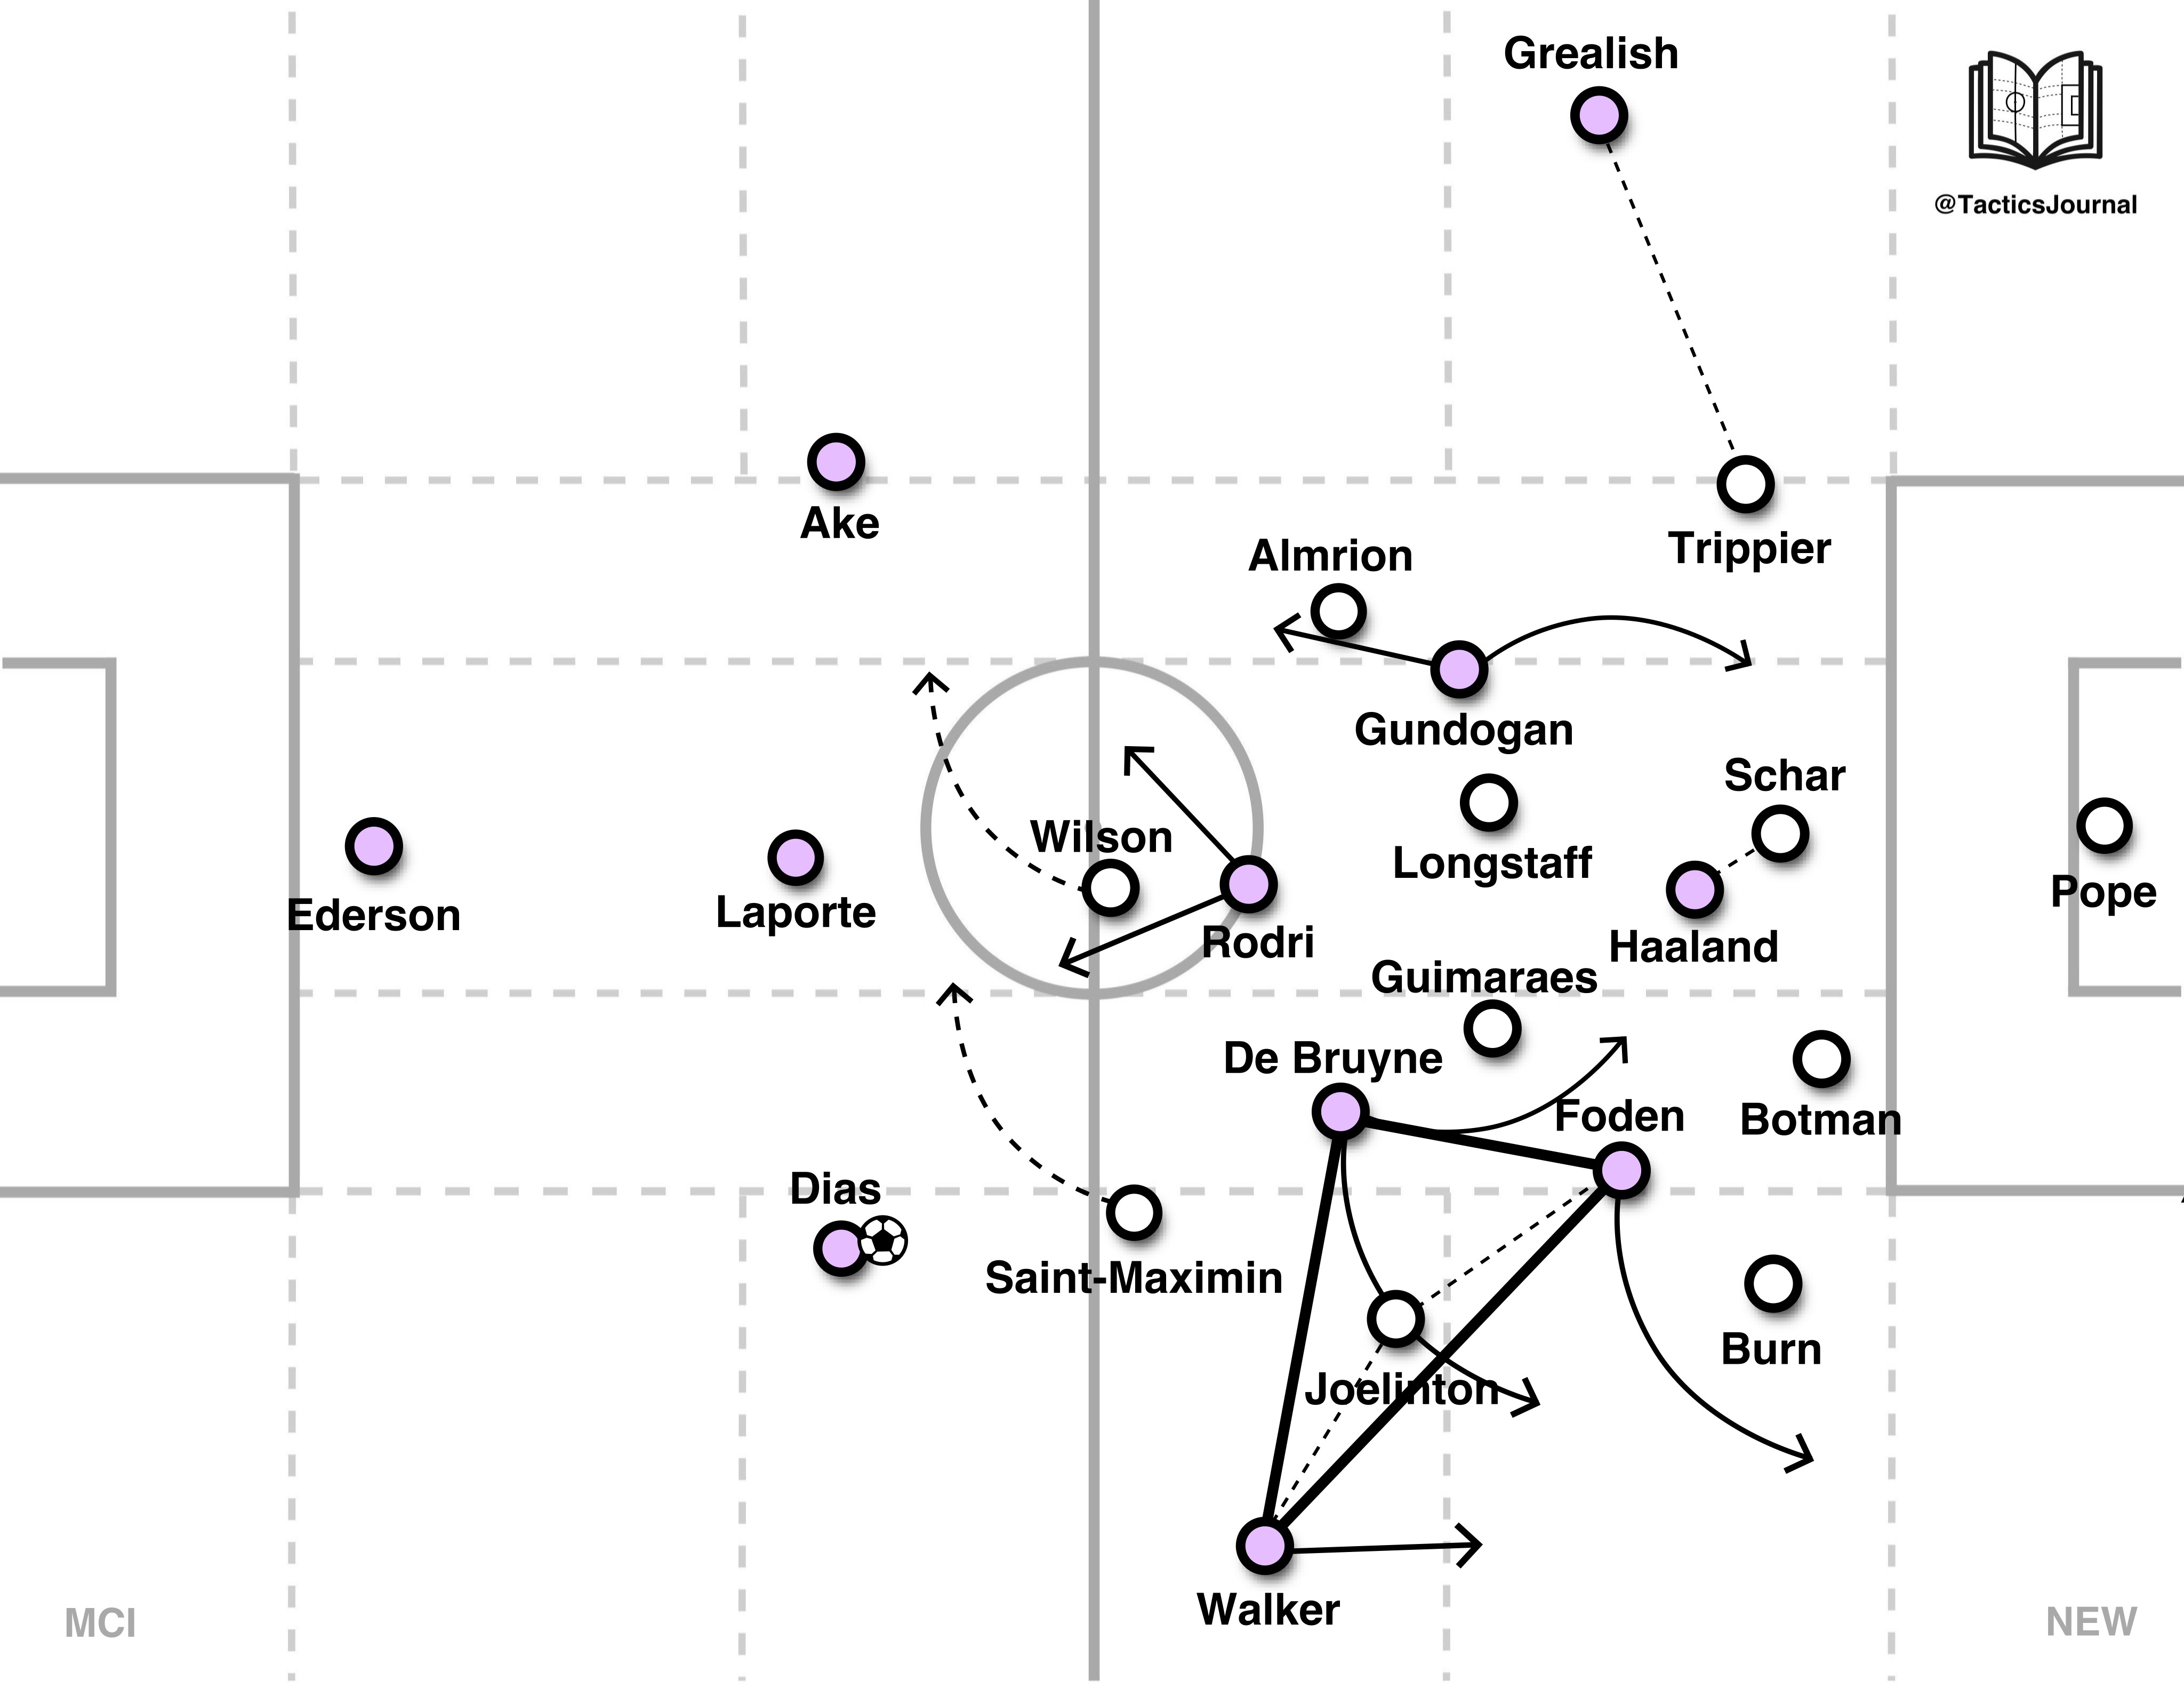 Grealish
@TacticsJournal
Ake
Trippier
Almrion
Gundogan
Schar
Wilson
Longstaff
Pope
Ederson
Laporte
Rodri
Haaland
Guimaraes
De Bruyne
Foden
Botman
Dias
Saint-Maximin
Burn
Joelinton
Walker
MCI
NEW